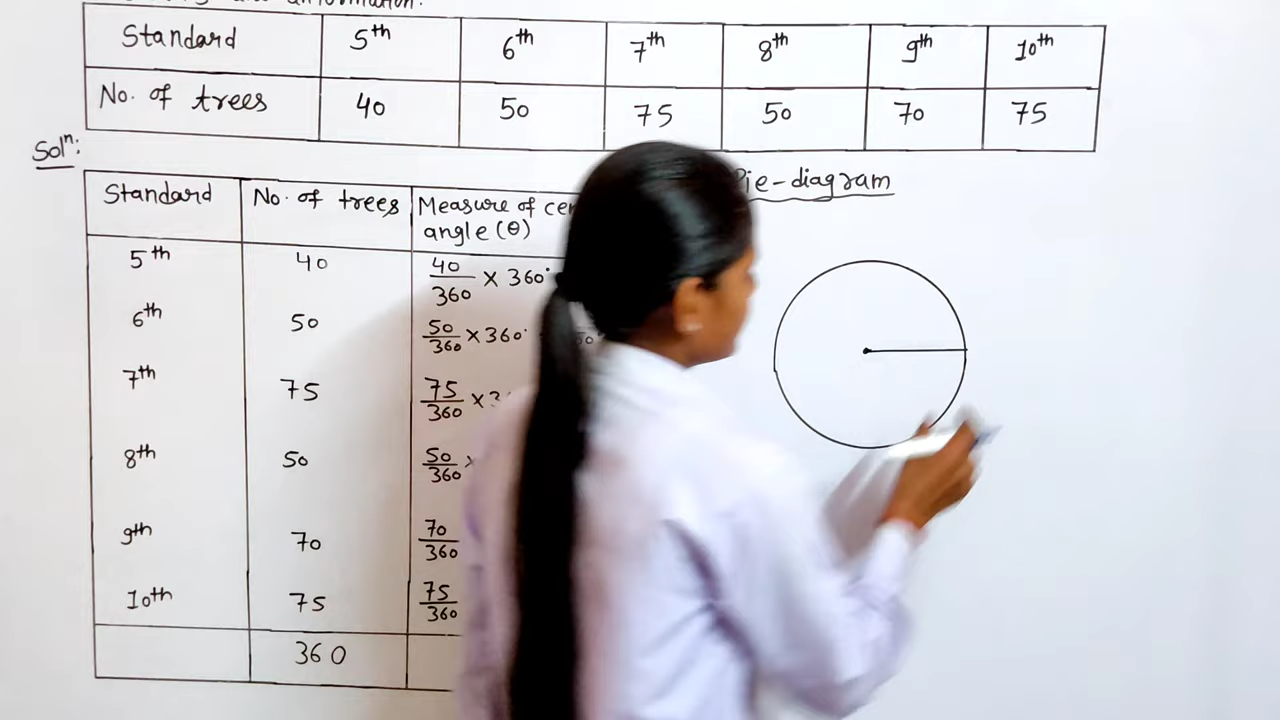 Standard 5th 6th 7th 8th 9th 10th
No. of trees 40 50 75 50 70 75
Solⁿ:
Pie-diagram
Standard No. of trees Measure of
angle (θ)
5th 40 40/360 × 360°
6th 50 50/360 × 360°
7th 75 75/360 ×
8th 50 50/360 ×
9th 70 70/360
10th 75 75/360
360